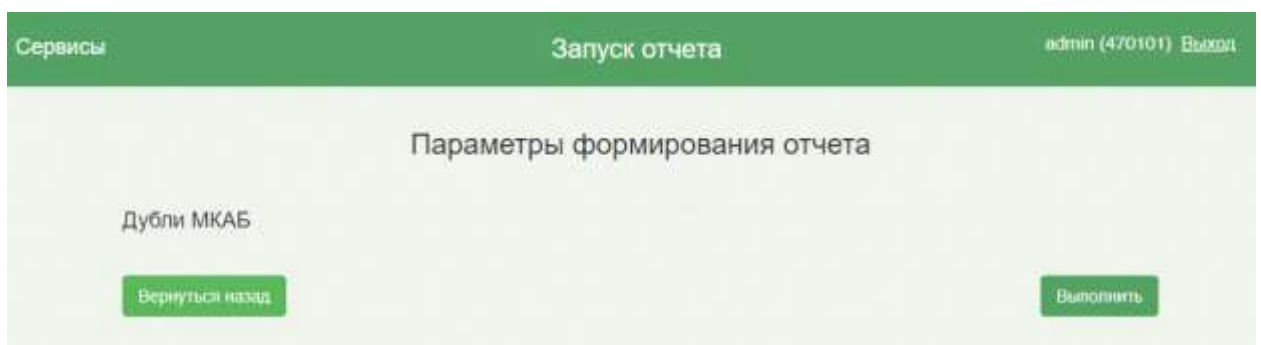 Сервисы Запуск отчета admin (470101) Выход
Параметры формирования отчета
Дубли МКАБ
Вернуться назад Выполнить